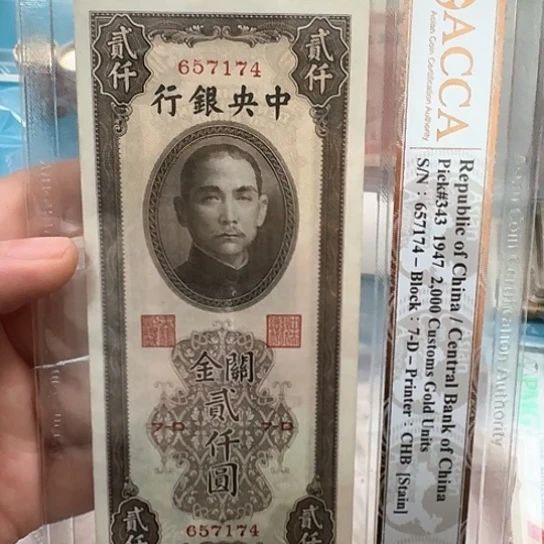 貳仟
貳仟
657174
行銀央中
關金
貳仟圓
7-D
7-D
657174
貳仟
貳仟
ACCA
Asian Coin Certification Authority
Republic of China / Central Bank of China
Pick#343 1947 2,000 Customs Gold Units
S/N : 657174 – Block : 7-D – Printer : CHB [Stain]